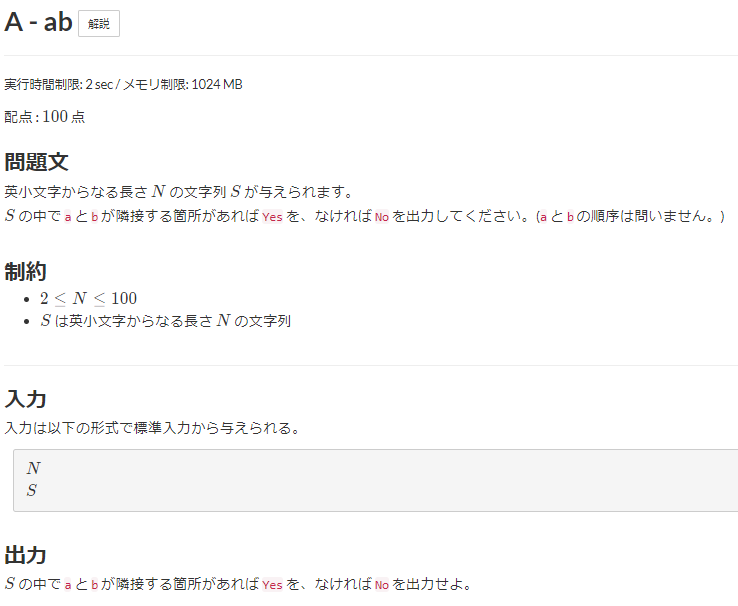 A - ab 解説
実行時間制限: 2 sec / メモリ制限: 1024 MB
配点 : 100 点
問題文
英小文字からなる長さ N の文字列 S が与えられます。
S の中で a と b が隣接する箇所があれば Yes を、なければ No を出力してください。(a と b の順序は問いません。)
制約
• 2 ≤ N ≤ 100
• S は英小文字からなる長さ N の文字列
入力
入力は以下の形式で標準入力から与えられる。
N
S
出力
S の中で a と b が隣接する箇所があれば Yes を、なければ No を出力せよ。